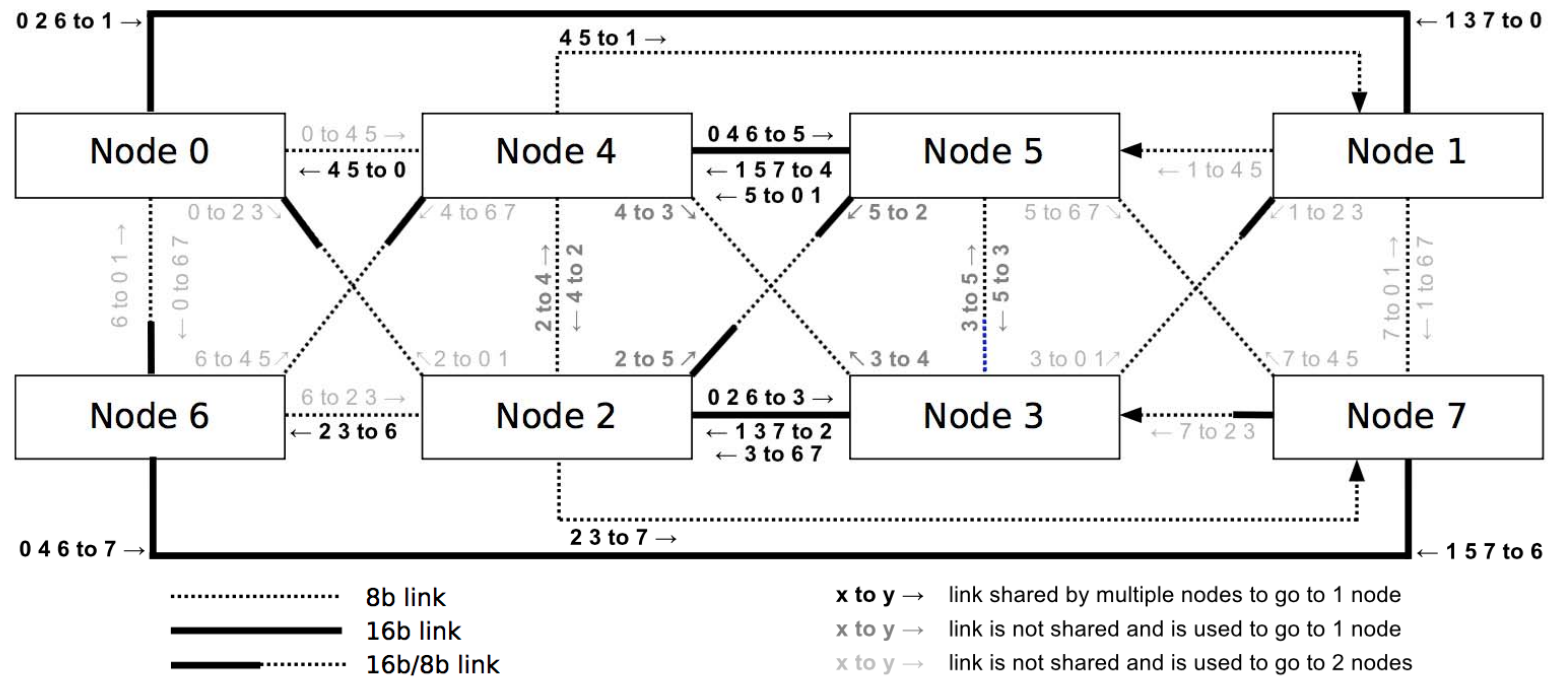 0 2 6 to 1 →
← 1 3 7 to 0
4 5 to 1 →
Node 0
0 to 4 5 →
← 4 5 to 0
Node 4
0 4 6 to 5 →
← 1 5 7 to 4
← 5 to 0 1
Node 5
← 1 to 4 5
Node 1
0 to 2 3 ↘
↙ 4 to 6 7
4 to 3 ↘
↙ 5 to 2
5 to 6 7 ↘
↙ 1 to 2 3
6 to 0 1 →
← 0 to 6 7
2 to 4 →
← 4 to 2
3 to 5 →
← 5 to 3
7 to 0 1 →
← 1 to 6 7
6 to 4 5 ↗
↖ 2 to 0 1
2 to 5 ↗
↖ 3 to 4
3 to 0 1 ↗
↖ 7 to 4 5
Node 6
6 to 2 3 →
← 2 3 to 6
Node 2
0 2 6 to 3 →
← 1 3 7 to 2
← 3 to 6 7
Node 3
← 7 to 2 3
Node 7
2 3 to 7 →
0 4 6 to 7 →
← 1 5 7 to 6
8b link
16b link
16b/8b link
x to y → link shared by multiple nodes to go to 1 node
x to y → link is not shared and is used to go to 1 node
x to y → link is not shared and is used to go to 2 nodes